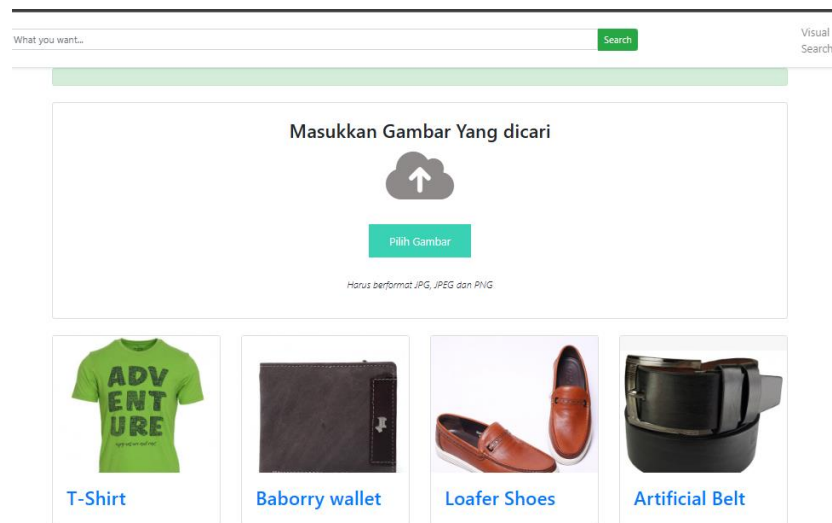 What you want...
Search
Visual
Search
Masukkan Gambar Yang dicari
Pilih Gambar
Harus berformat JPG, JPEG dan PNG
ADV
ENT
URE
T-Shirt
Baborry wallet
Loafer Shoes
Artificial Belt